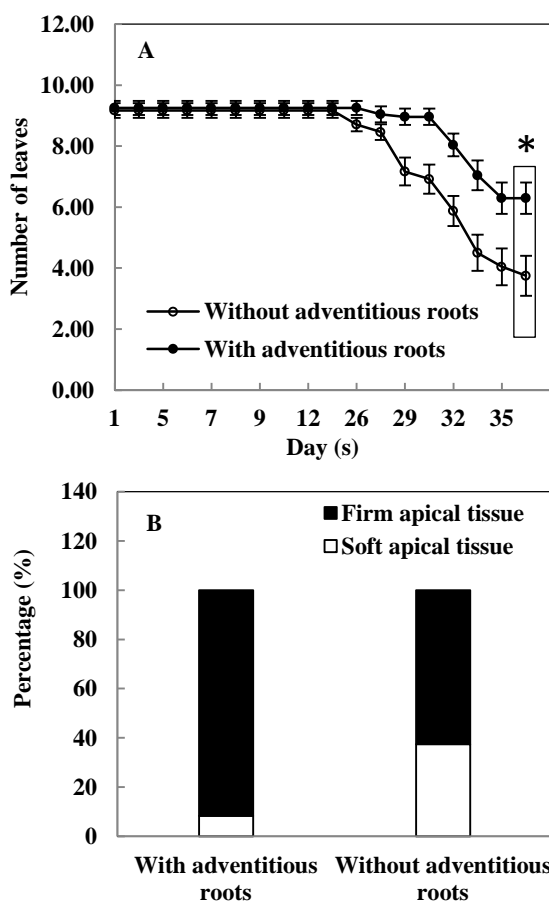 12.00
A
10.00
8.00
*
6.00
4.00
2.00
0.00
Number of leaves
Without adventitious roots
With adventitious roots
1 5 7 9 12 26 29 32 35
Day (s)
140
B
120
100
80
60
40
20
0
Percentage (%)
Firm apical tissue
Soft apical tissue
With adventitious
roots
Without adventitious
roots